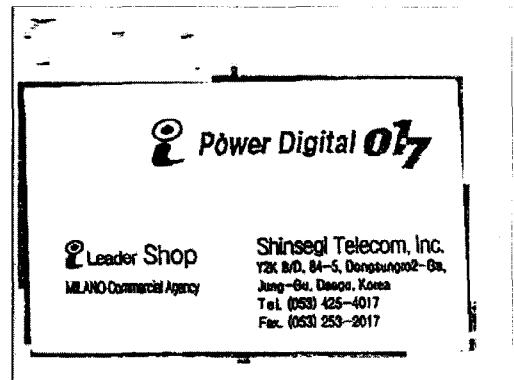 i Power Digital 017
i Leader Shop
MILANO Commercial Agency
Shinsegi Telecom, Inc.
Y2K B/D, 84-5, Dongsungro2-Ga,
Jung-Gu, Daegu, Korea
Tel. (053) 425-4017
Fax. (053) 253-2017